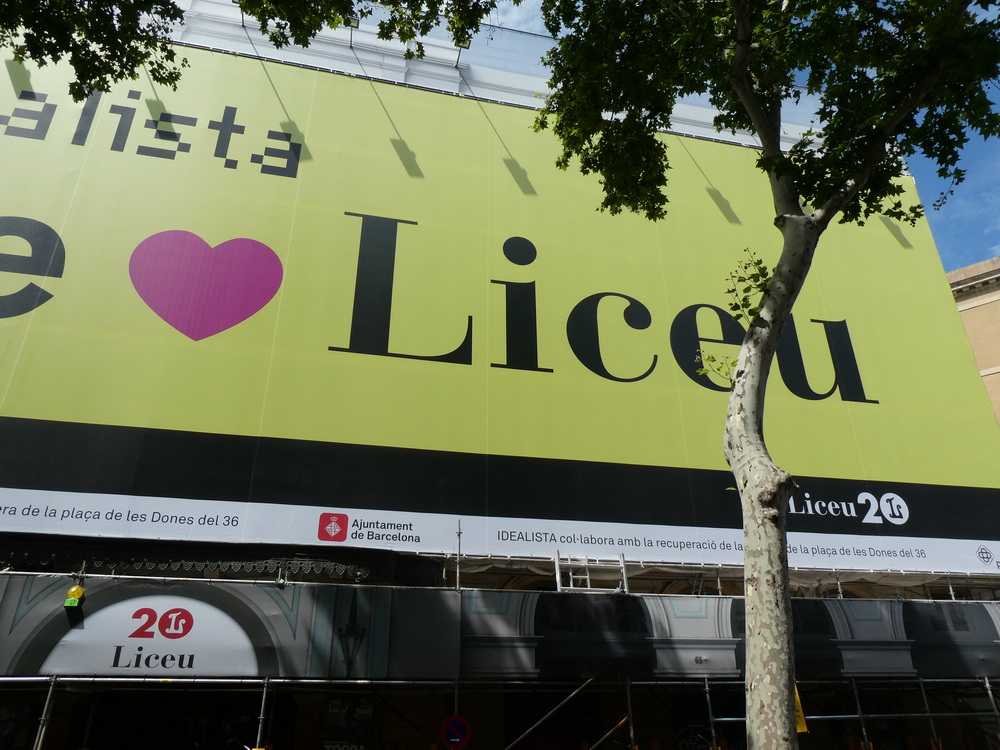 alista
e Liceu
Liceu 20
era de la plaça de les Dones del 36
Ajuntament
de Barcelona
IDEALISTA col·labora amb la recuperació de la de la plaça de les Dones del 36
20
Liceu
65